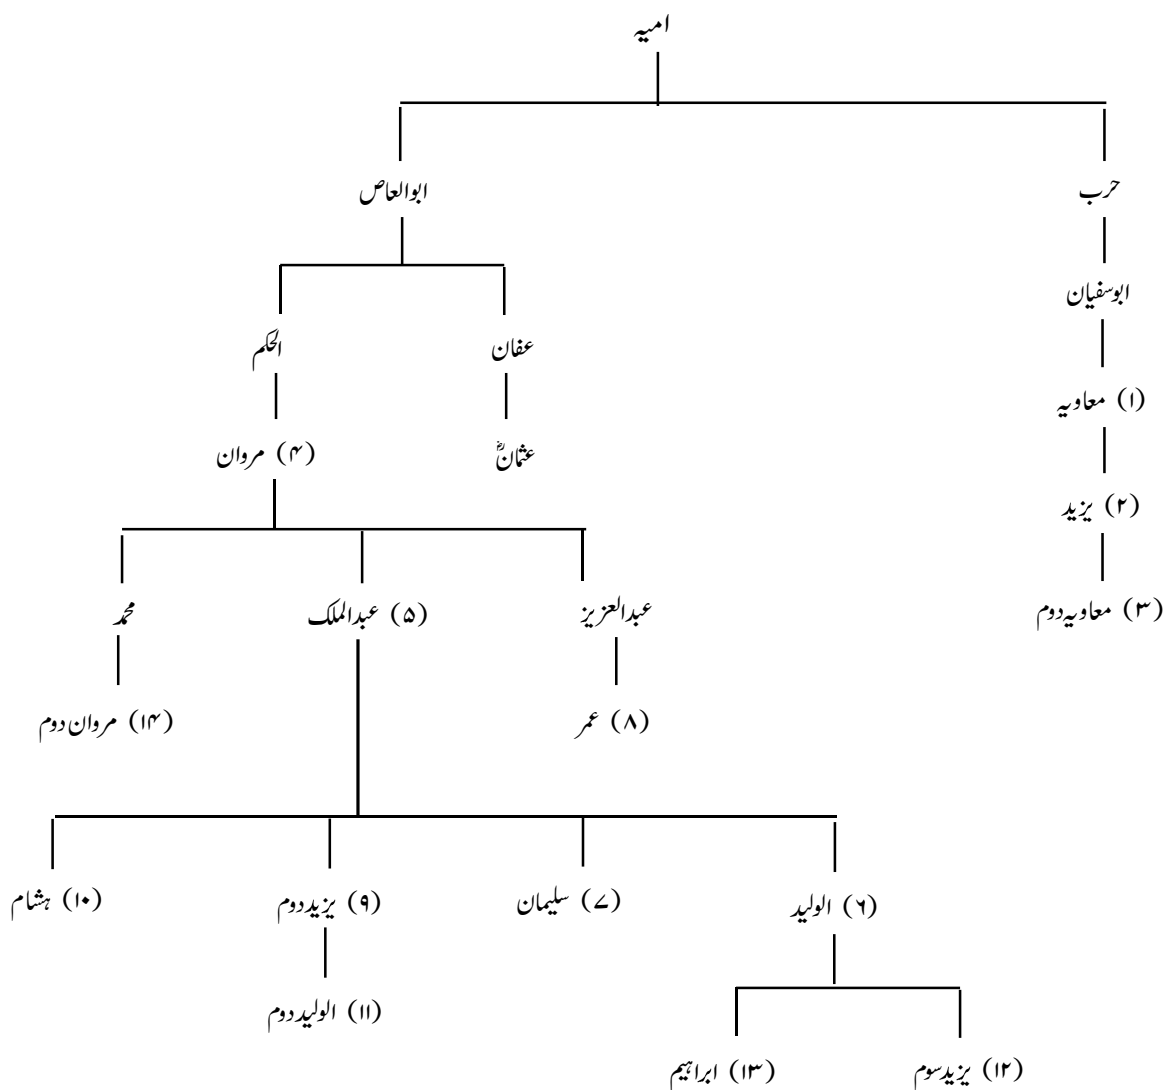 امیہ
حرب
ابوالعاص
ابوسفیان
عفان
الحکم
(۱) معاویہ
عثمانؓ
(۴) مروان
(۲) یزید
(۳) معاویہ دوم
عبدالعزیز
(۵) عبدالملک
محمد
(۸) عمر
(۱۴) مروان دوم
(۶) الولید
(۷) سلیمان
(۹) یزید دوم
(۱۰) ہشام
(۱۱) الولید دوم
(۱۲) یزید سوم
(۱۳) ابراہیم